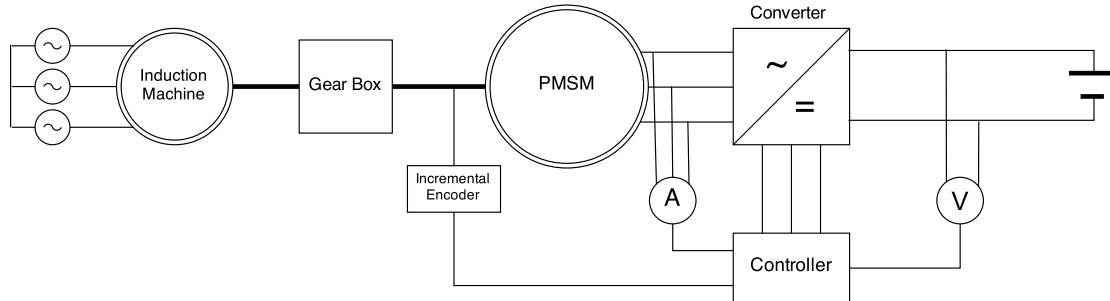 Converter
Induction
Machine
Gear Box
PMSM
~
=
Incremental
Encoder
A
V
Controller